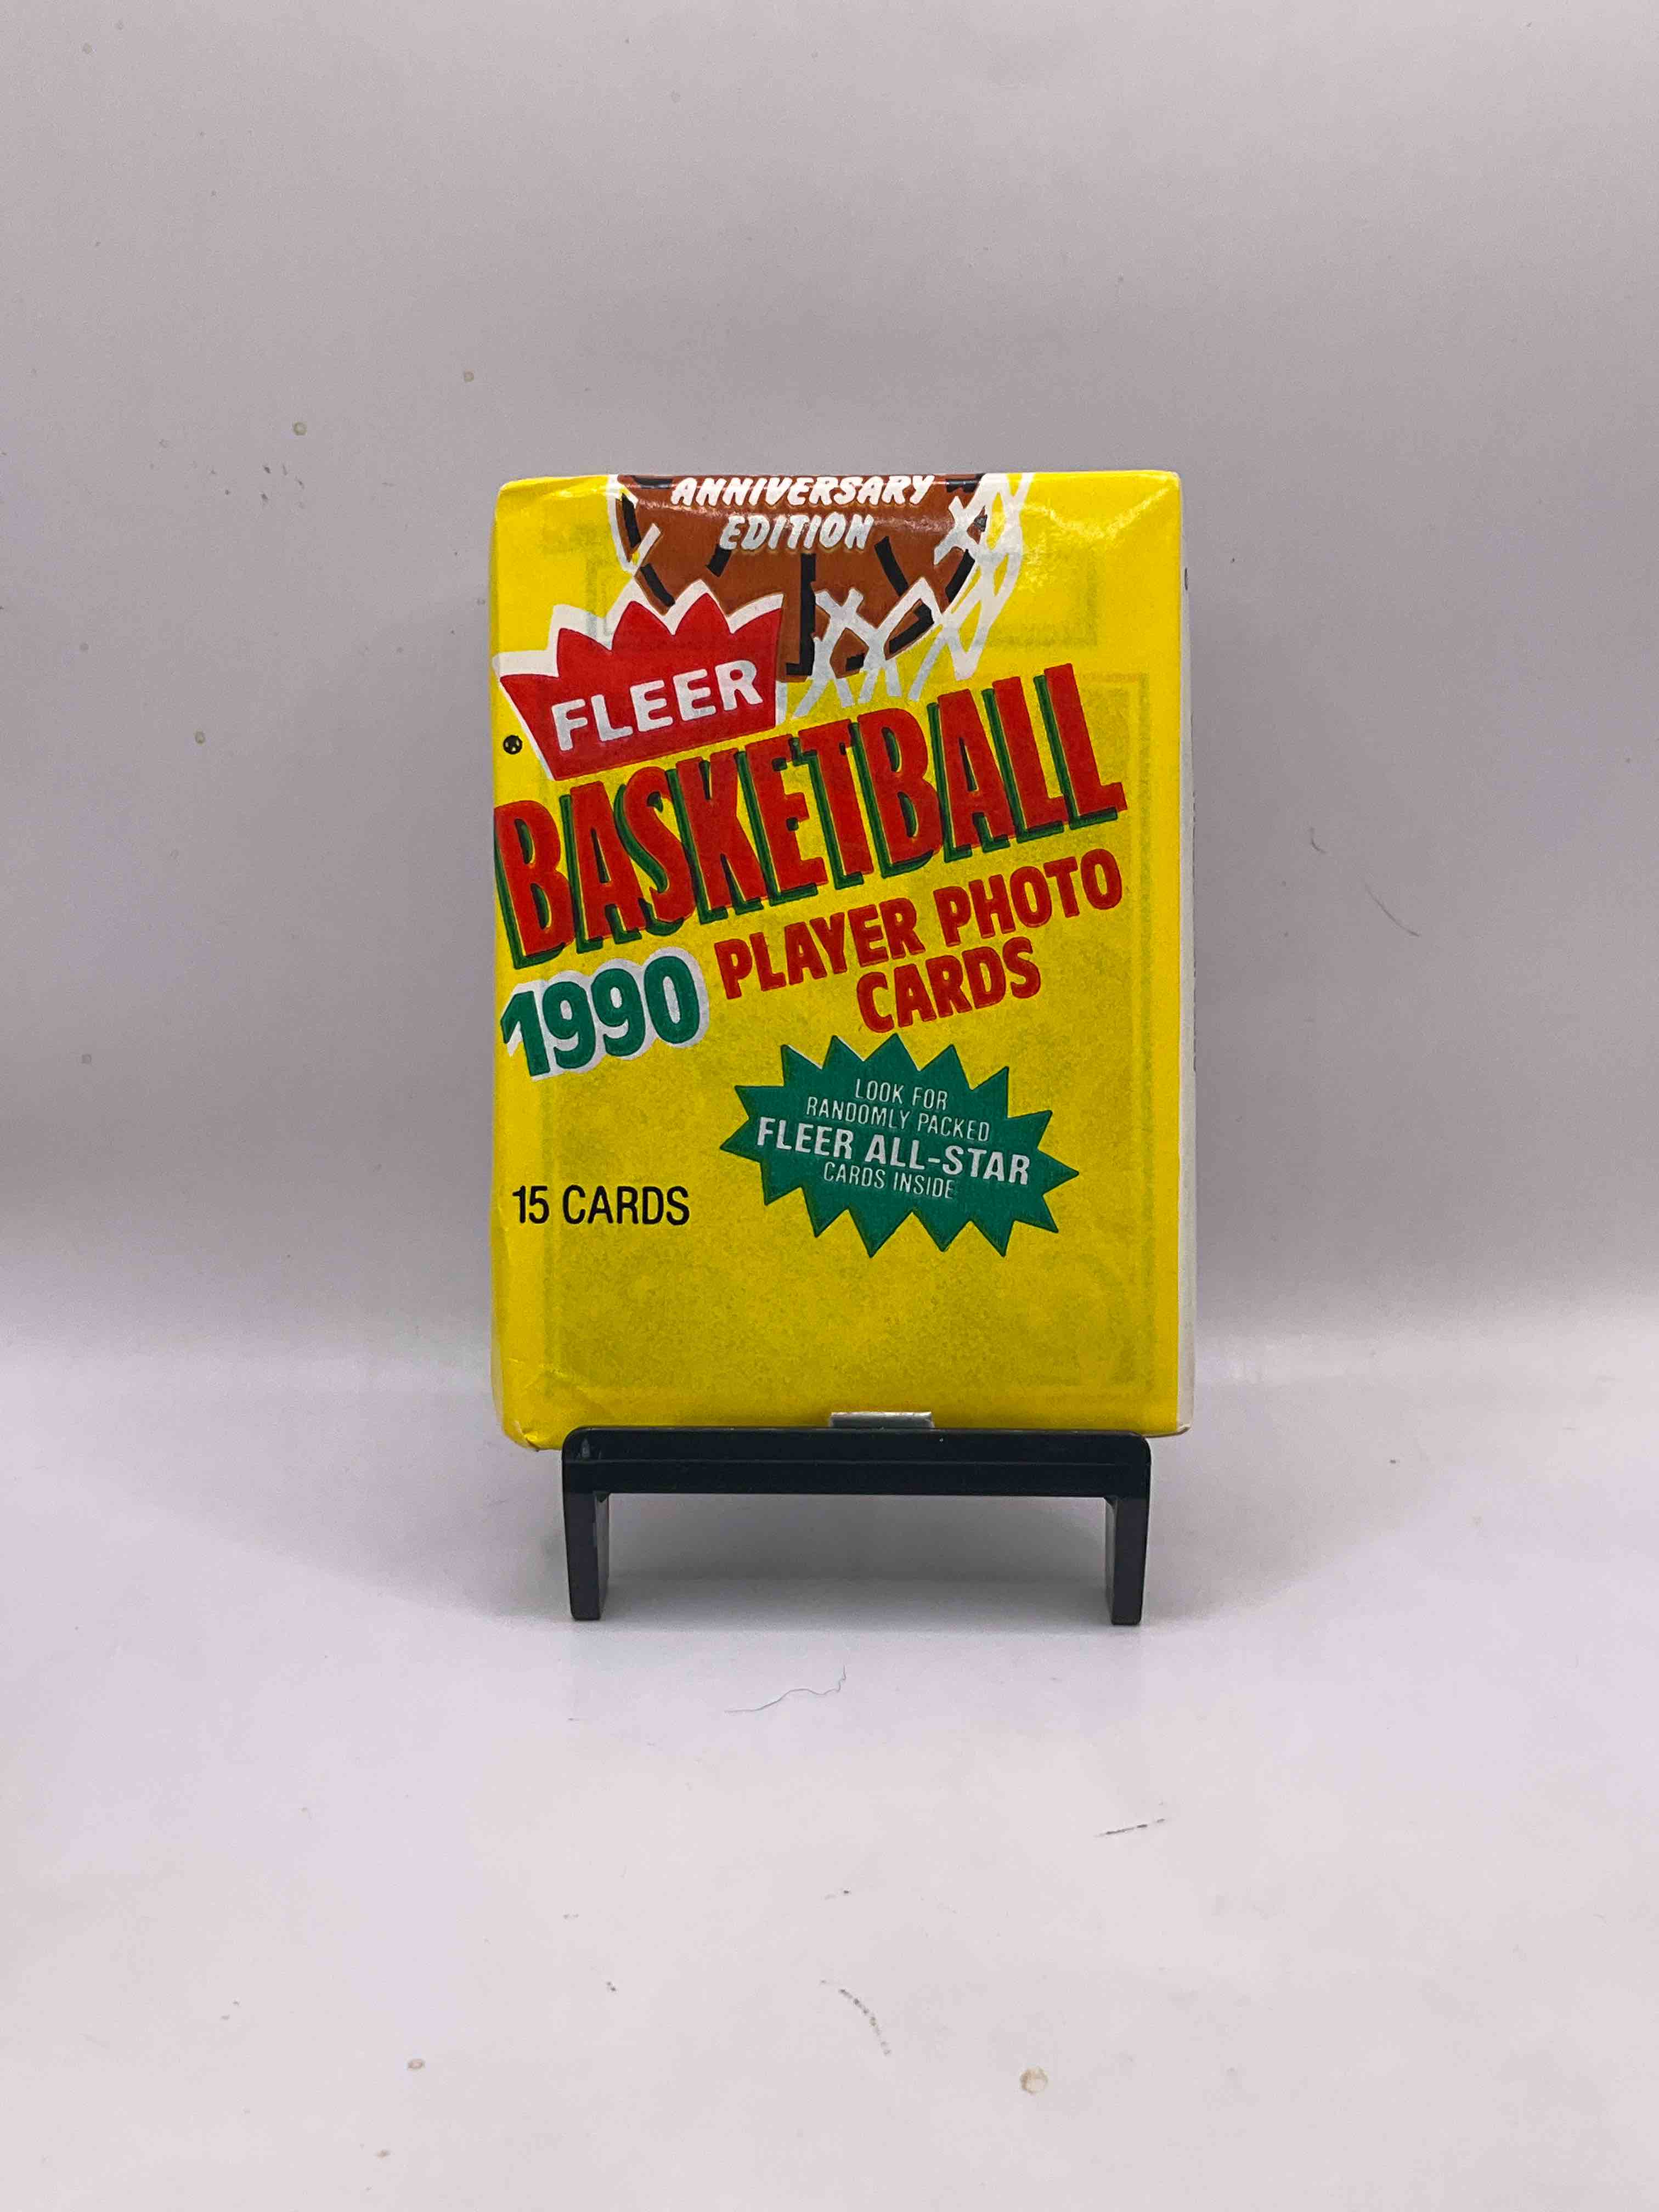 ANNIVERSARY
EDITION
FLEER
®
BASKETBALL
1990 PLAYER PHOTO
CARDS
LOOK FOR
RANDOMLY PACKED
FLEER ALL-STAR
CARDS INSIDE
15 CARDS